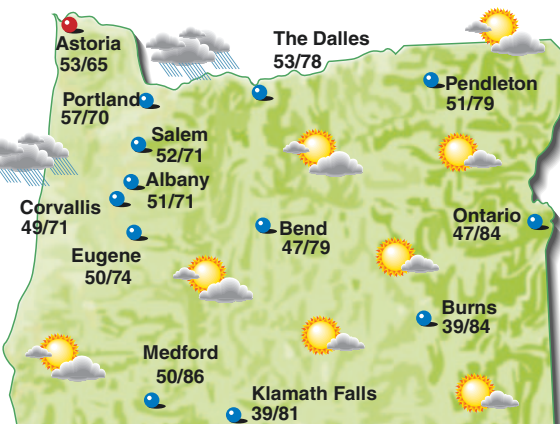 Astoria
53/65
The Dalles
53/78
Pendleton
51/79
Portland
57/70
Salem
52/71
Albany
51/71
Corvallis
49/71
Ontario
47/84
Bend
47/79
Eugene
50/74
Burns
39/84
Medford
50/86
Klamath Falls
39/81